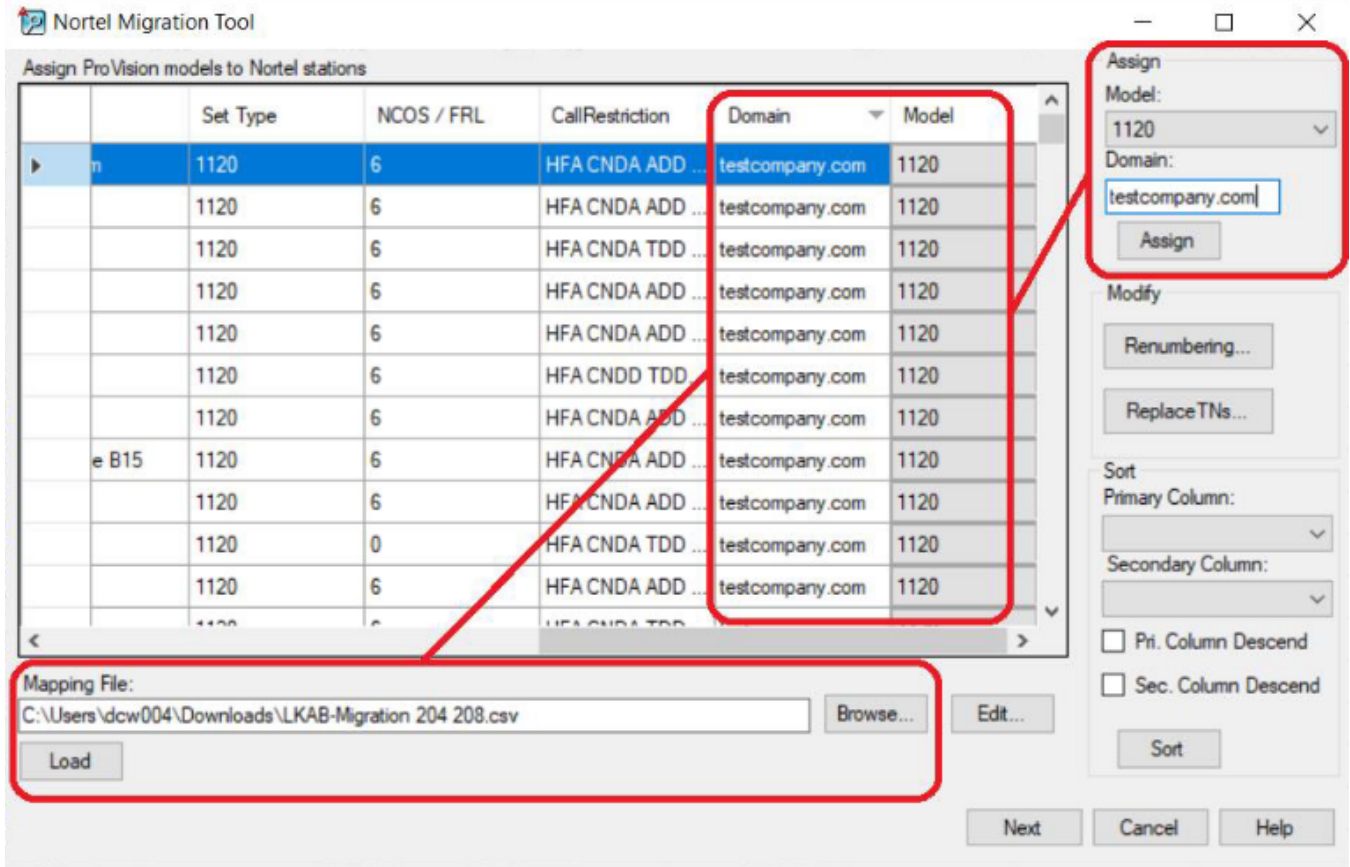 Nortel Migration Tool
Assign ProVision models to Nortel stations
Set Type NCOS / FRL CallRestriction Domain Model
m 1120 6 HFA CNDA ADD ... testcompany.com 1120
1120 6 HFA CNDA ADD ... testcompany.com 1120
1120 6 HFA CNDA TDD ... testcompany.com 1120
1120 6 HFA CNDA ADD ... testcompany.com 1120
1120 6 HFA CNDA ADD ... testcompany.com 1120
1120 6 HFA CNDD TDD... testcompany.com 1120
1120 6 HFA CNDA ADD ... testcompany.com 1120
e B15 1120 6 HFA CNDA ADD ... testcompany.com 1120
1120 6 HFA CNDA ADD ... testcompany.com 1120
1120 0 HFA CNDA TDD ... testcompany.com 1120
1120 6 HFA CNDA ADD ... testcompany.com 1120
Mapping File:
C:\Users\dcw004\Downloads\LKAB-Migration 204 208.csv
Browse...
Edit...
Load
Assign
Model:
1120
Domain:
testcompany.com
Assign
Modify
Renumbering...
ReplaceTNs...
Sort
Primary Column:
Secondary Column:
Pri. Column Descend
Sec. Column Descend
Sort
Next Cancel Help